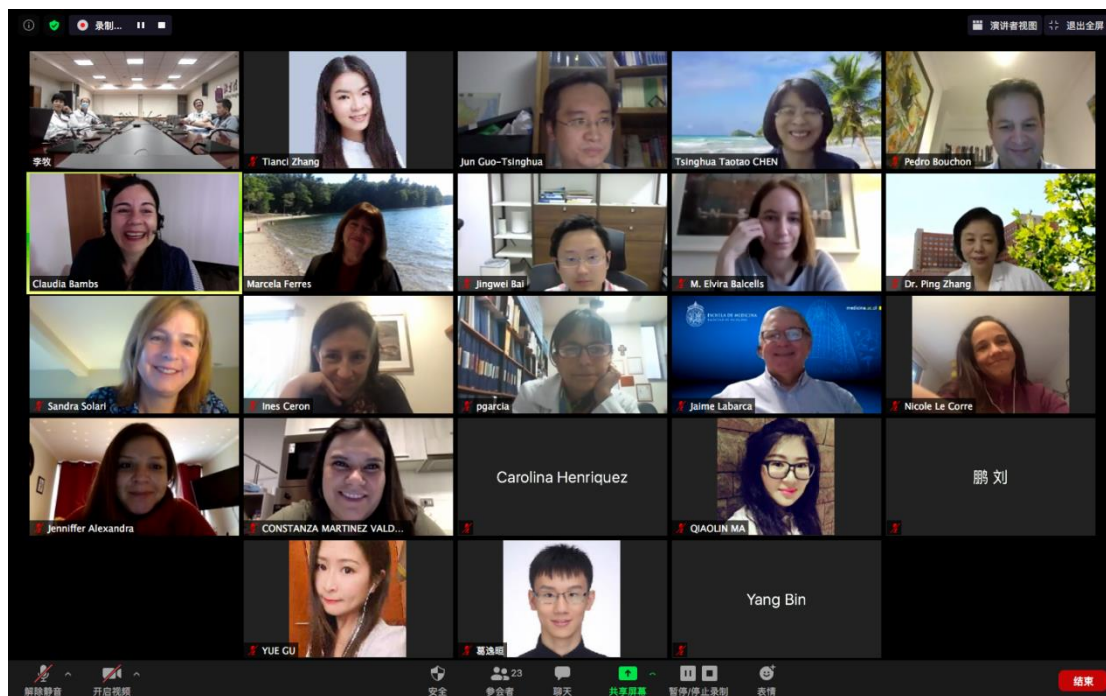 录制...
演讲者视图
退出全屏
李牧
Tianci Zhang
Jun Guo-Tsinghua
Tsinghua Taotao CHEN
Pedro Bouchon
Claudia Bambs
Marcela Ferres
Jingwei Bai
M. Elvira Balcells
Dr. Ping Zhang
ESCUELA DE MEDICINA
Sandra Solari
Ines Ceron
pgarcia
Jaime Labarca
Nicole Le Corre
Jenniffer Alexandra
CONSTANZA MARTINEZ VALD...
Carolina Henriquez
QIAOLIN MA
鹏 刘
YUE GU
葛逸晅
Yang Bin
解除静音
开启视频
安全
23
参会者
聊天
共享屏幕
暂停/停止录制
表情
结束